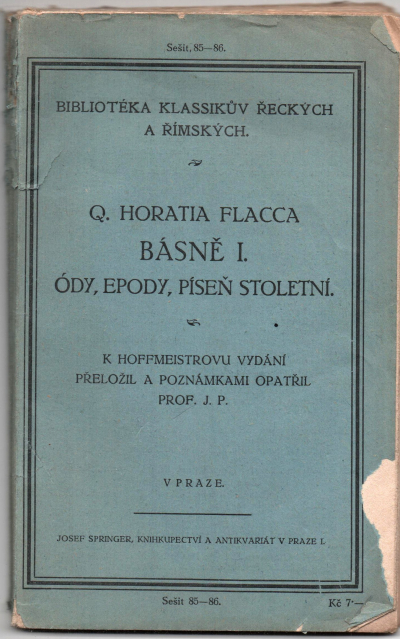 Sešit. 85—86.
BIBLIOTÉKA KLASSIKŮV ŘECKÝCH
A ŘÍMSKÝCH.
Q. HORATIA FLACCA
BÁSNĚ I.
ÓDY, EPODY, PÍSEŇ STOLETNÍ.
K HOFFMEISTROVU VYDÁNÍ
PŘELOŽIL A POZNÁMKAMI OPATŘIL
PROF. J. P.
V PRAZE.
JOSEF SPRINGER, KNIHKUPECTVÍ A ANTIKVARIÁT V PRAZE I.
Sešit 85—86.
Kč 7·—